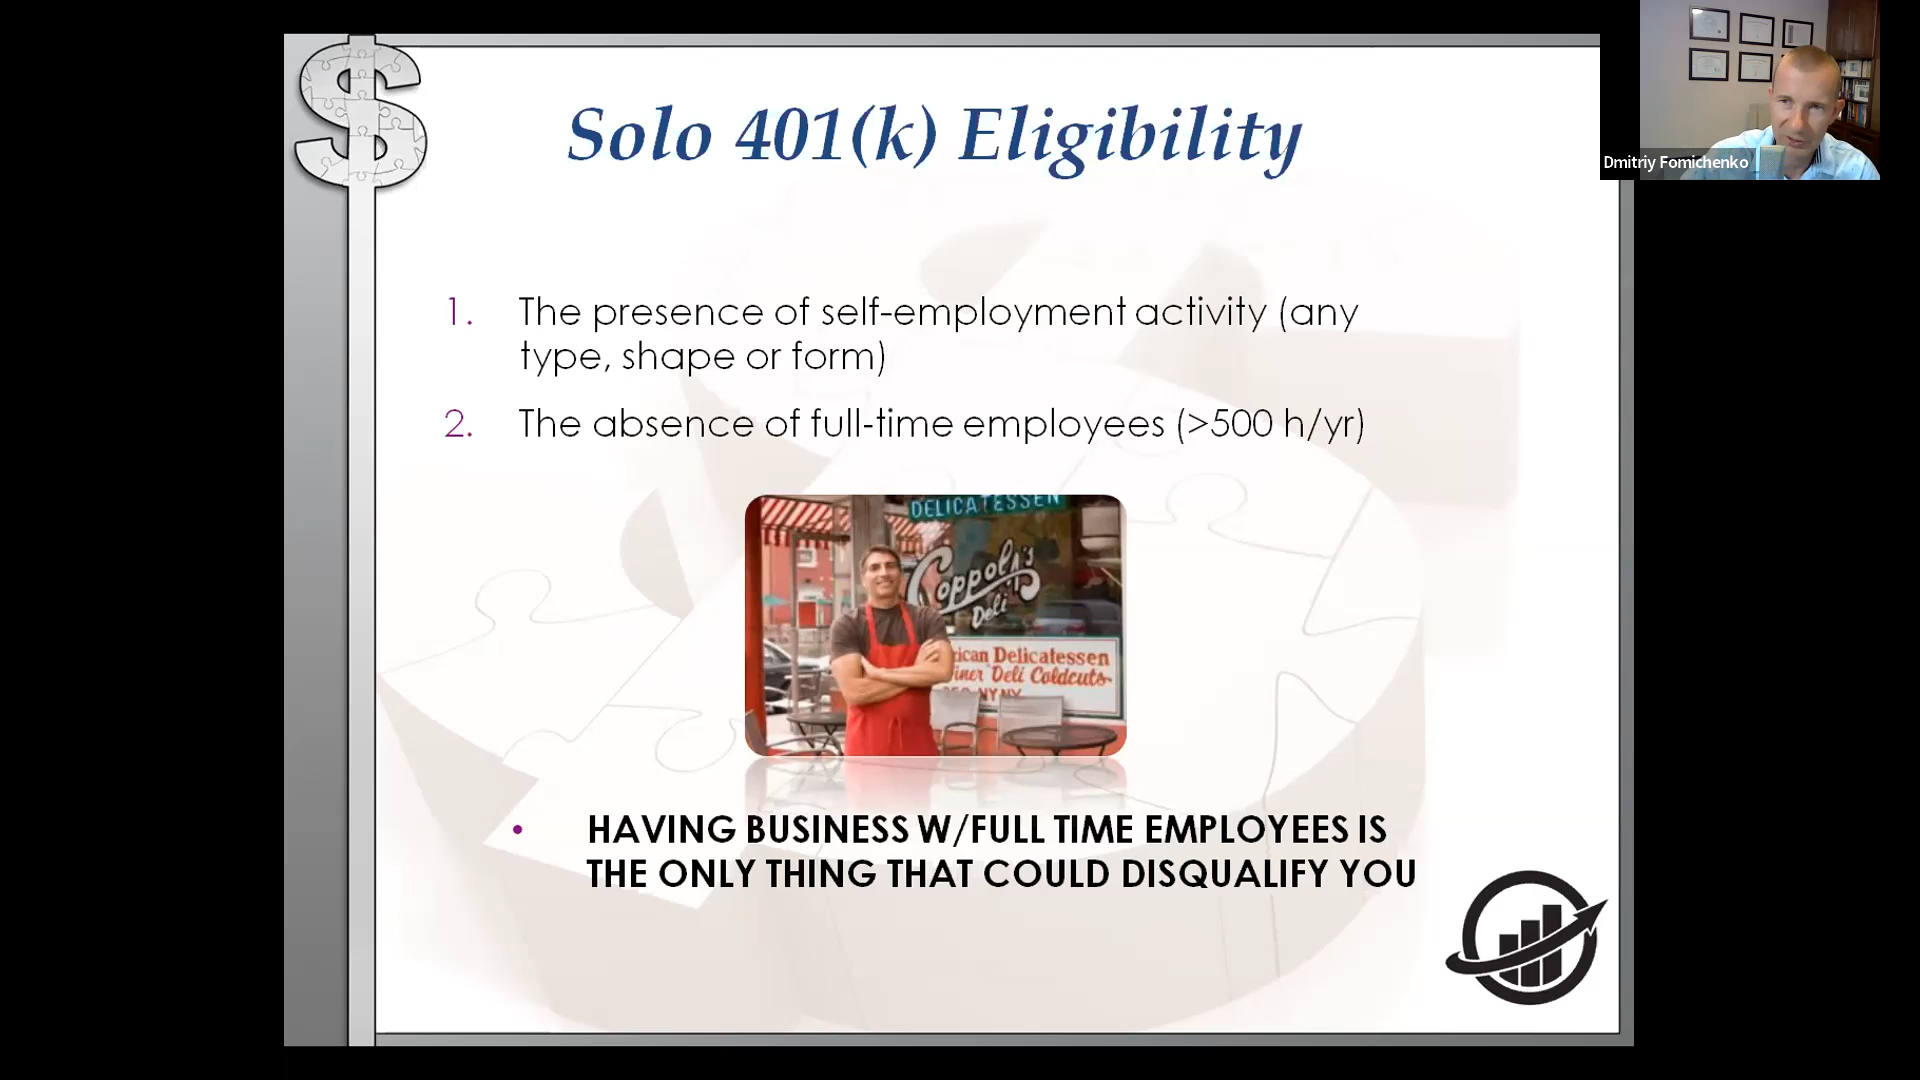 Solo 401(k) Eligibility
Dmitriy Fomichenko
1. The presence of self-employment activity (any
type, shape or form)
2. The absence of full-time employees (>500 h/yr)
DELICATESSEN
Coppola's
Deli
rican Delicatessen
iner Deli Coldcuts
NY NY
• HAVING BUSINESS W/FULL TIME EMPLOYEES IS
THE ONLY THING THAT COULD DISQUALIFY YOU